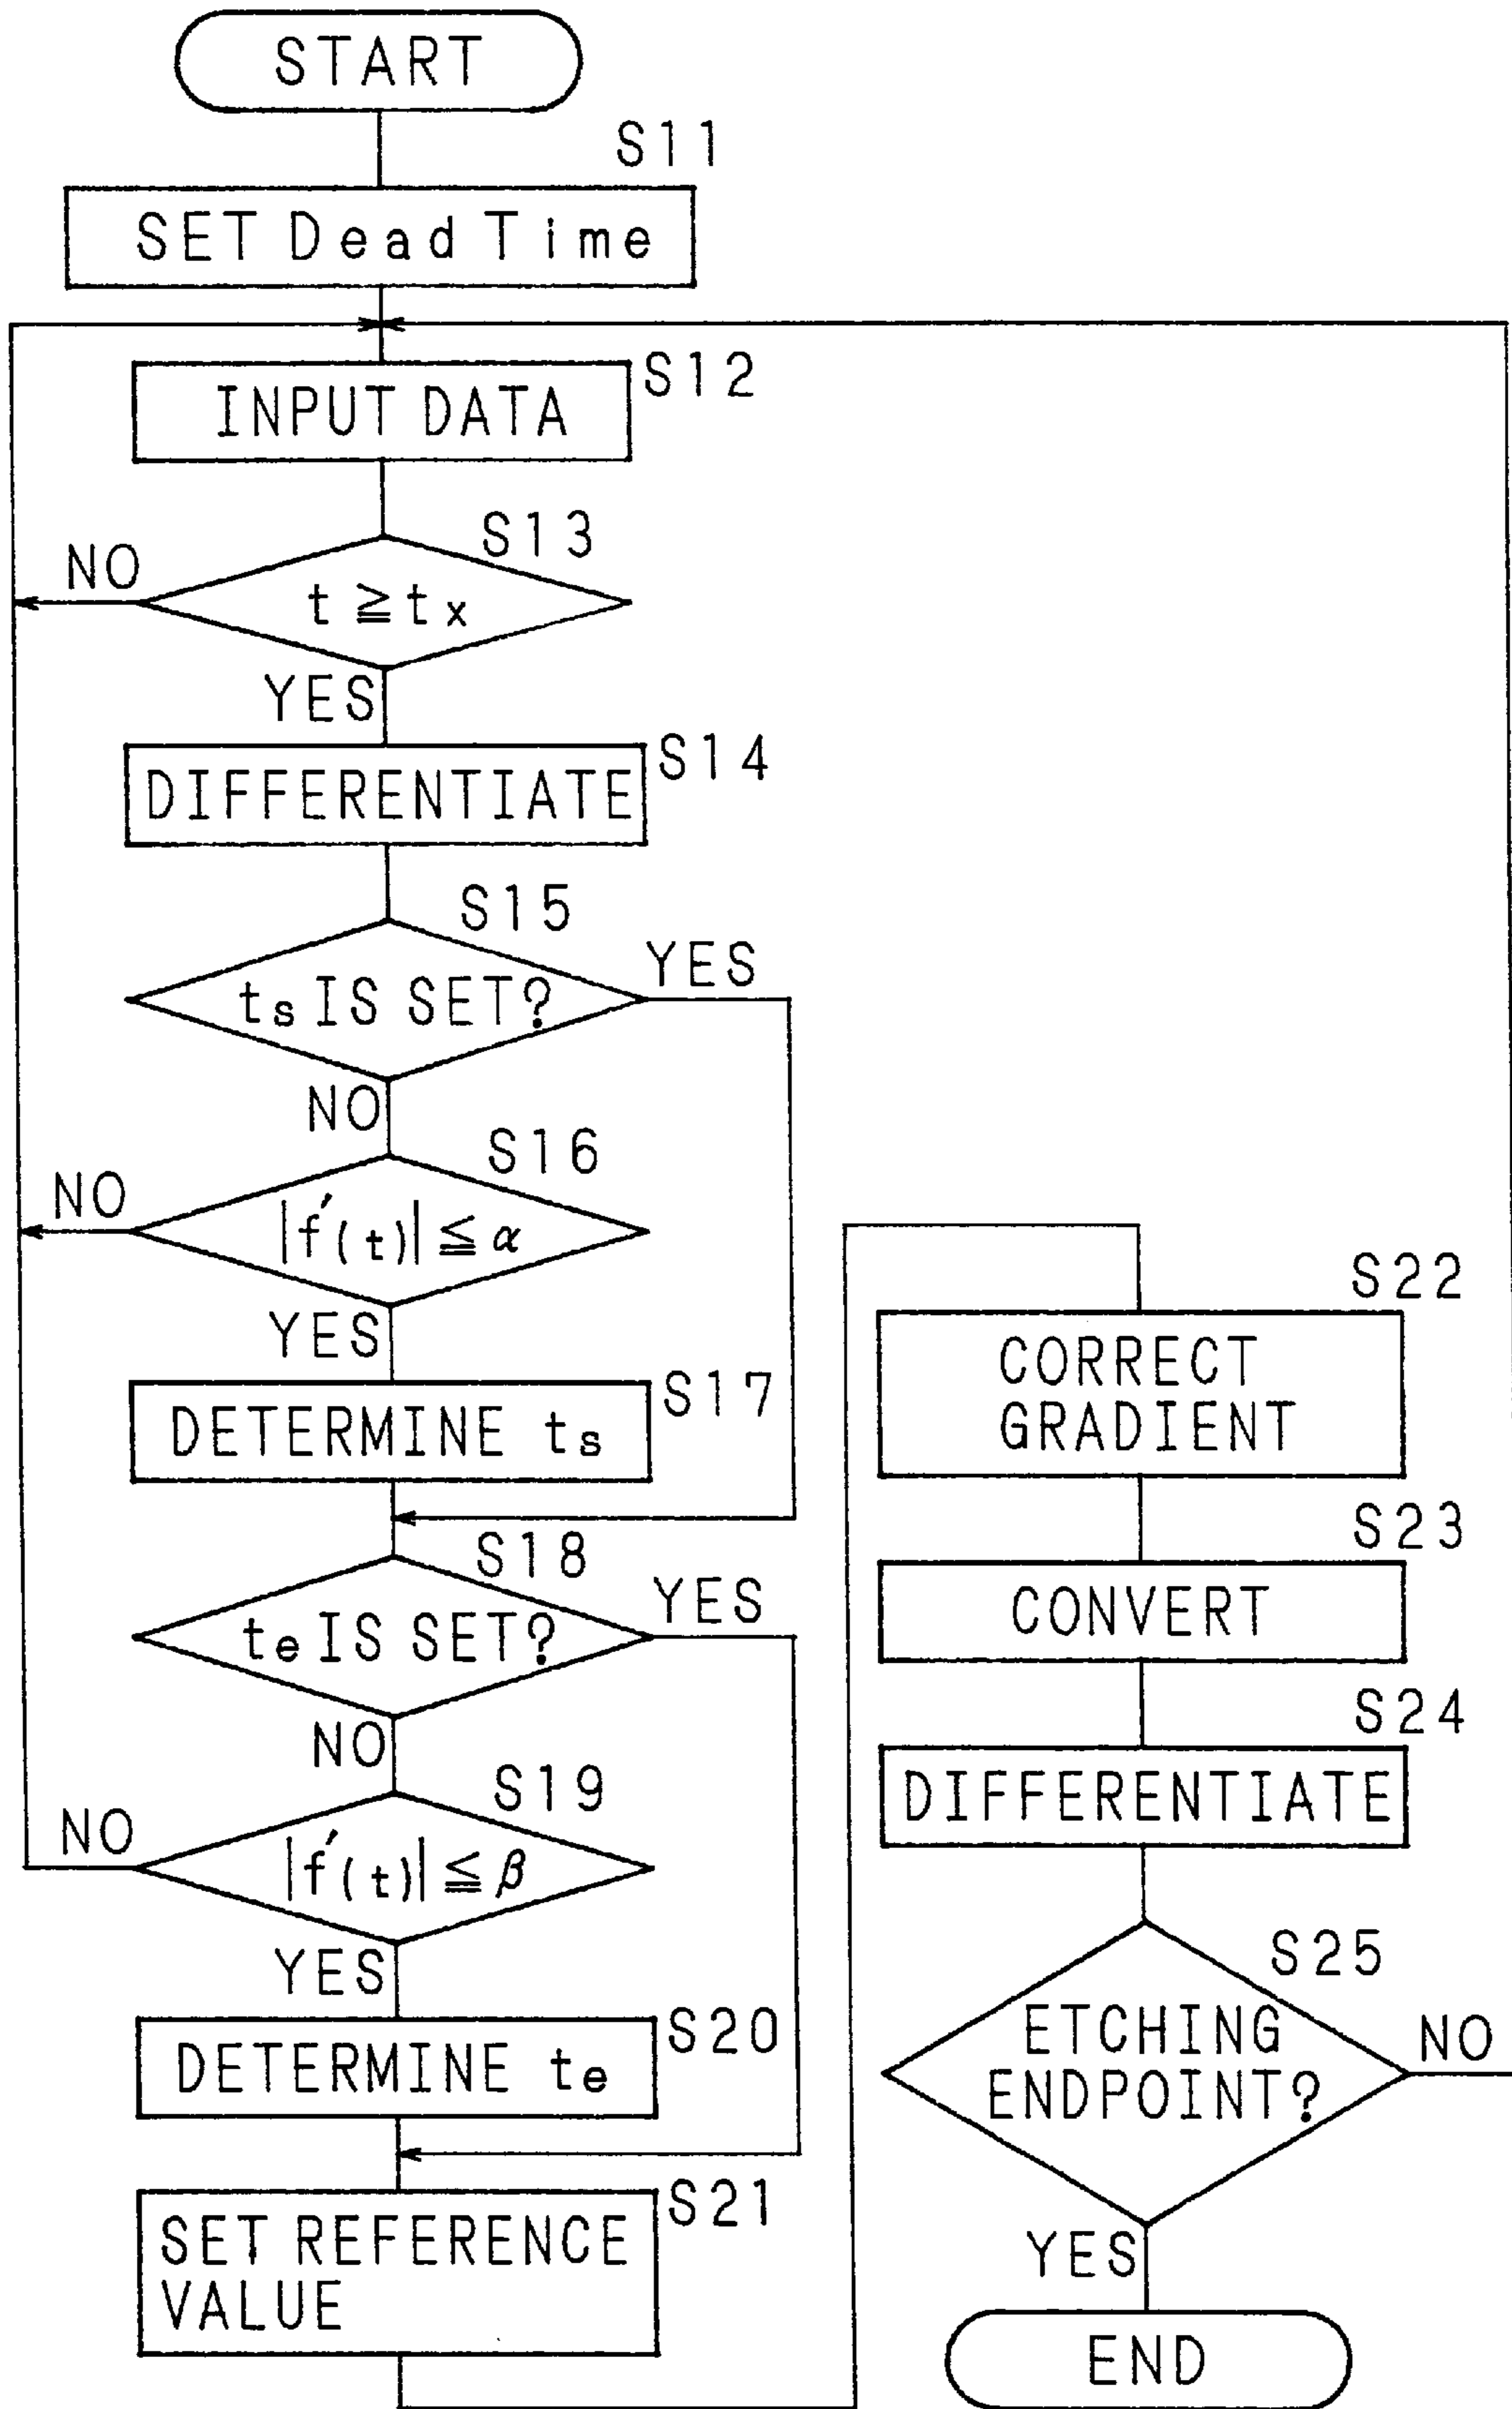 START
S11
SET Dead Time
S12
INPUT DATA
S13
NO
t ≧ tx
YES
S14
DIFFERENTIATE
S15
YES
ts IS SET?
NO
S16
NO
|f′(t)| ≦ α
YES
S17
DETERMINE ts
S18
YES
te IS SET?
NO
S19
NO
|f′(t)| ≦ β
YES
S20
DETERMINE te
S21
SET REFERENCE
VALUE
S22
CORRECT
GRADIENT
S23
CONVERT
S24
DIFFERENTIATE
S25
ETCHING
ENDPOINT?
NO
YES
END